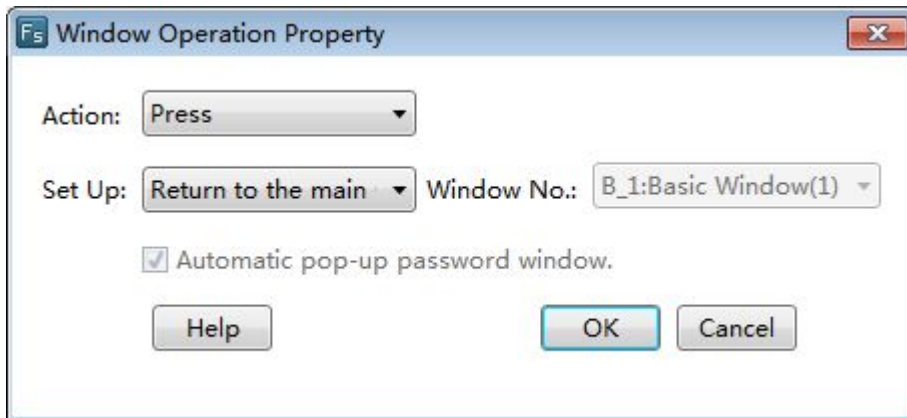 Fs Window Operation Property
Action: Press
Set Up: Return to the main Window No.: B_1:Basic Window(1)
Automatic pop-up password window.
Help OK Cancel